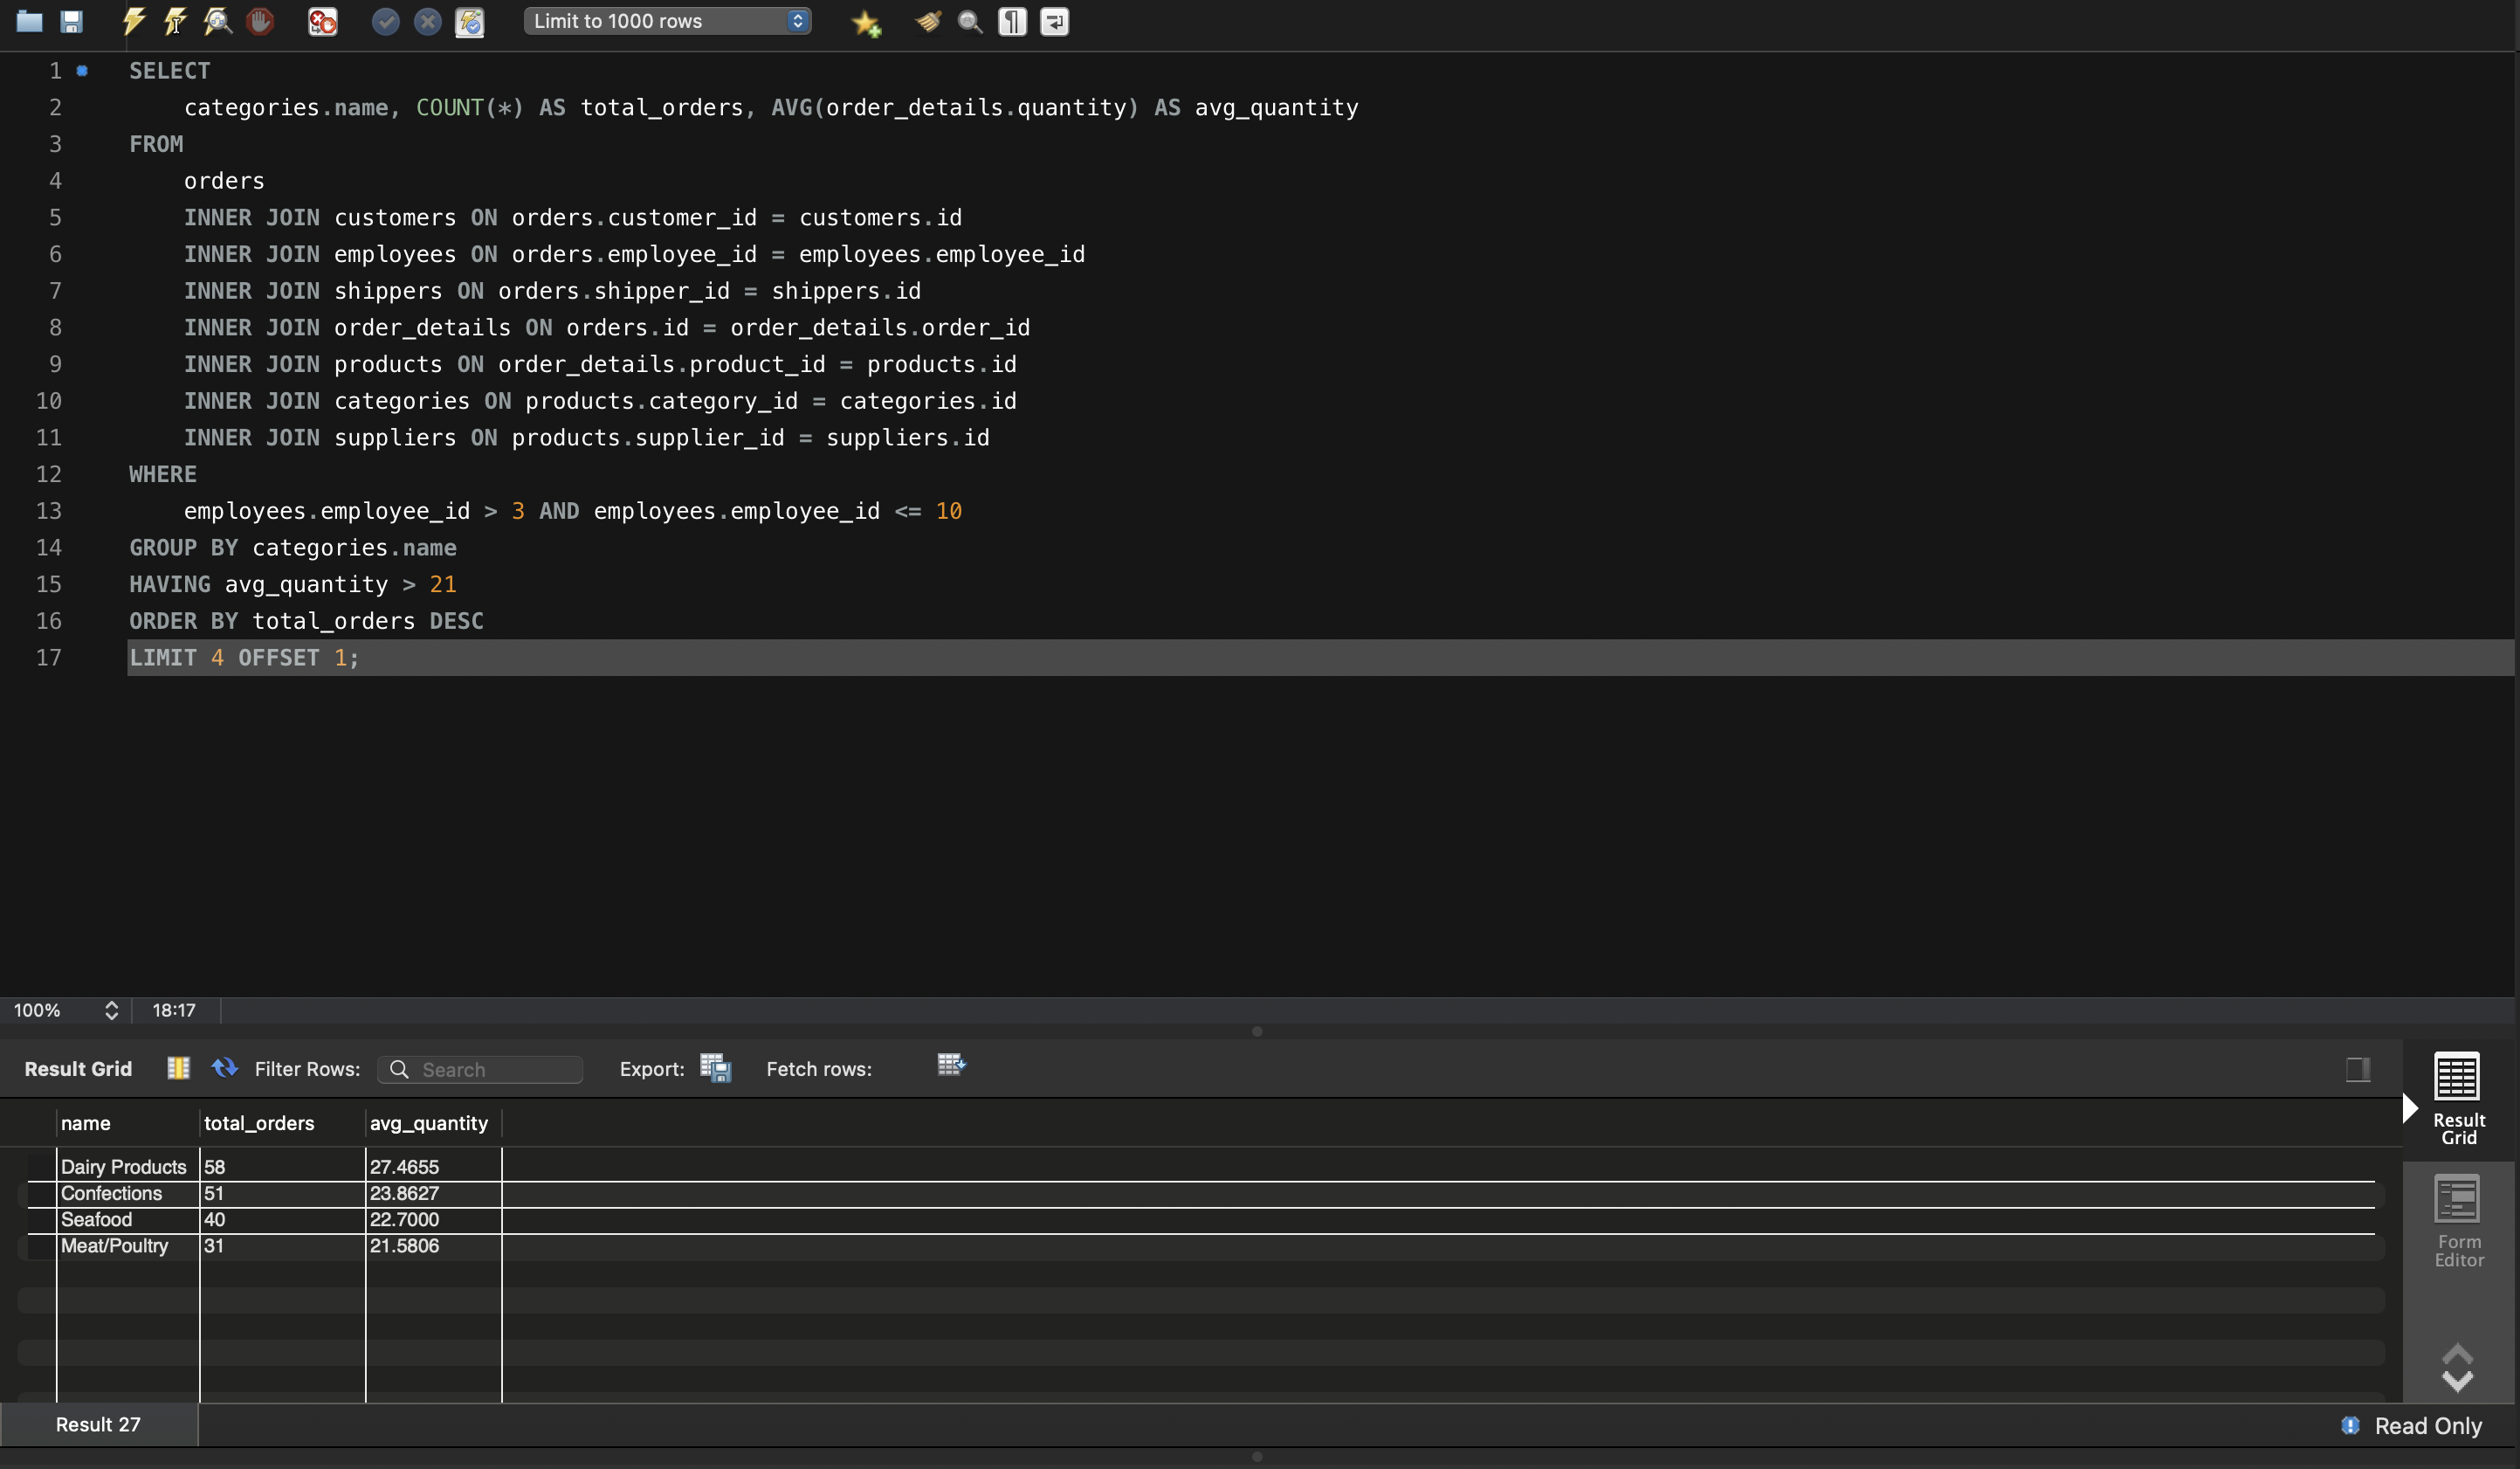 Limit to 1000 rows
1 SELECT
2 categories.name, COUNT(*) AS total_orders, AVG(order_details.quantity) AS avg_quantity
3 FROM
4 orders
5 INNER JOIN customers ON orders.customer_id = customers.id
6 INNER JOIN employees ON orders.employee_id = employees.employee_id
7 INNER JOIN shippers ON orders.shipper_id = shippers.id
8 INNER JOIN order_details ON orders.id = order_details.order_id
9 INNER JOIN products ON order_details.product_id = products.id
10 INNER JOIN categories ON products.category_id = categories.id
11 INNER JOIN suppliers ON products.supplier_id = suppliers.id
12 WHERE
13 employees.employee_id > 3 AND employees.employee_id <= 10
14 GROUP BY categories.name
15 HAVING avg_quantity > 21
16 ORDER BY total_orders DESC
17 LIMIT 4 OFFSET 1;
100% 18:17
Result Grid Filter Rows: Search Export: Fetch rows:
name total_orders avg_quantity
Dairy Products 58 27.4655
Confections 51 23.8627
Seafood 40 22.7000
Meat/Poultry 31 21.5806
Result
Grid
Form
Editor
Result 27 Read Only